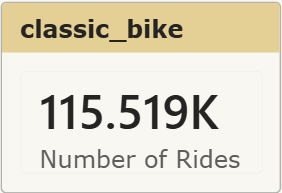 classic_bike
115.519K
Number of Rides